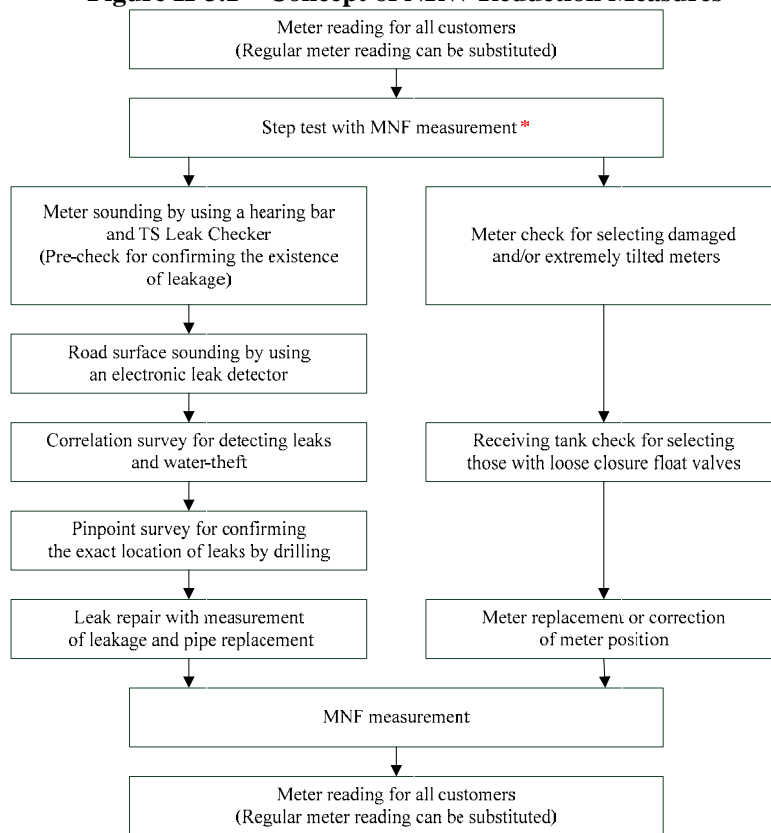 Meter reading for all customers
(Regular meter reading can be substituted)
Step test with MNF measurement *
Meter sounding by using a hearing bar
and TS Leak Checker
(Pre-check for confirming the existence
of leakage)
Meter check for selecting damaged
and/or extremely tilted meters
Road surface sounding by using
an electronic leak detector
Correlation survey for detecting leaks
and water-theft
Receiving tank check for selecting
those with loose closure float valves
Pinpoint survey for confirming
the exact location of leaks by drilling
Leak repair with measurement
of leakage and pipe replacement
Meter replacement or correction
of meter position
MNF measurement
Meter reading for all customers
(Regular meter reading can be substituted)